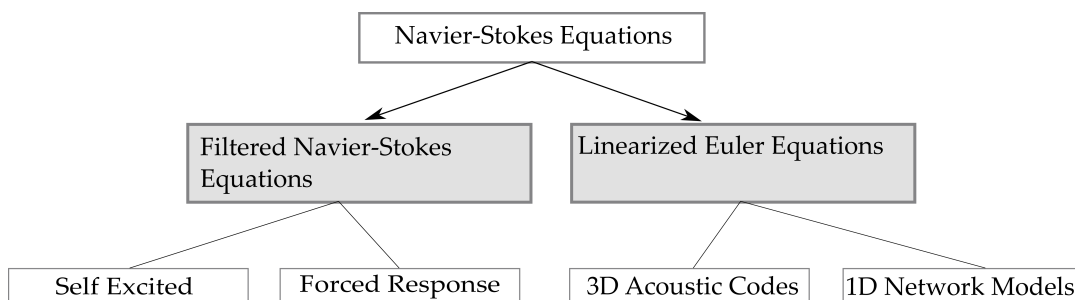 Navier-Stokes Equations
Filtered Navier-Stokes
Equations
Linearized Euler Equations
Self Excited
Forced Response
3D Acoustic Codes
1D Network Models